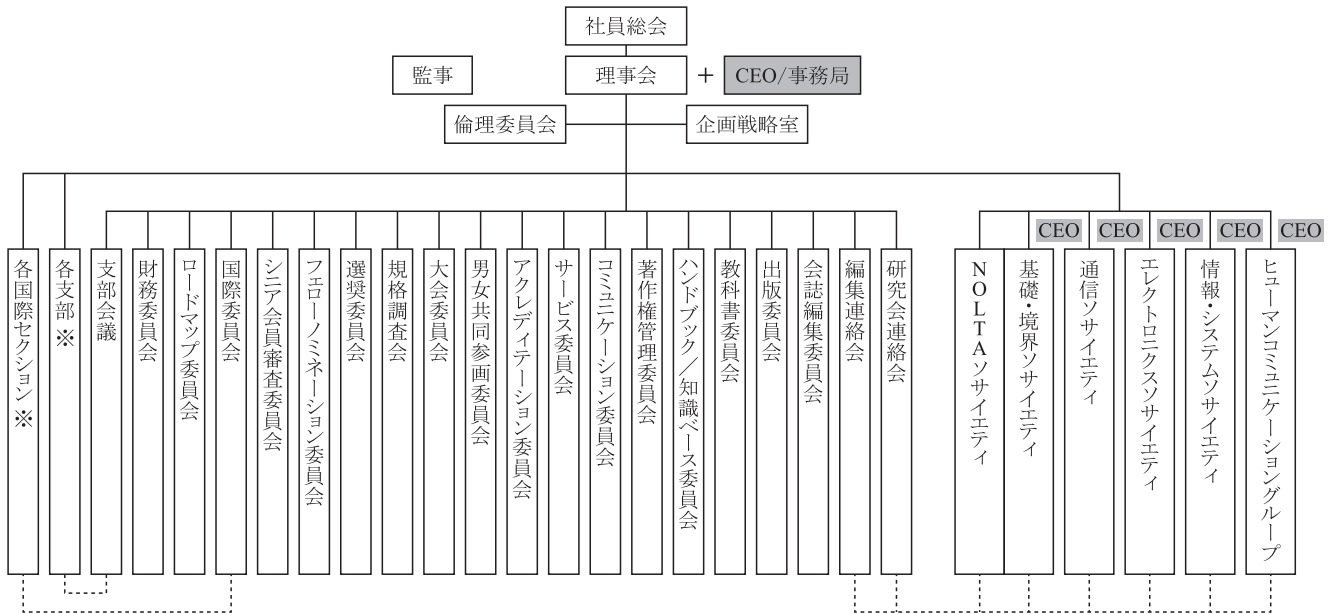 社員総会
監事
理事会
+
CEO/事務局
倫理委員会
企画戦略室
CEO
CEO
CEO
CEO
CEO
各国際セクション※
各支部※
支部会議
財務委員会
ロードマップ委員会
国際委員会
シニア会員審査委員会
フェローノミネーション委員会
選奨委員会
規格調査会
大会委員会
男女共同参画委員会
アクレディテーション委員会
サービス委員会
コミュニケーション委員会
著作権管理委員会
ハンドブック/知識ベース委員会
教科書委員会
出版委員会
会誌編集委員会
編集連絡会
研究会連絡会
NOLTAソサイエティ
基礎・境界ソサイエティ
通信ソサイエティ
エレクトロニクスソサイエティ
情報・システムソサイエティ
ヒューマンコミュニケーショングループ